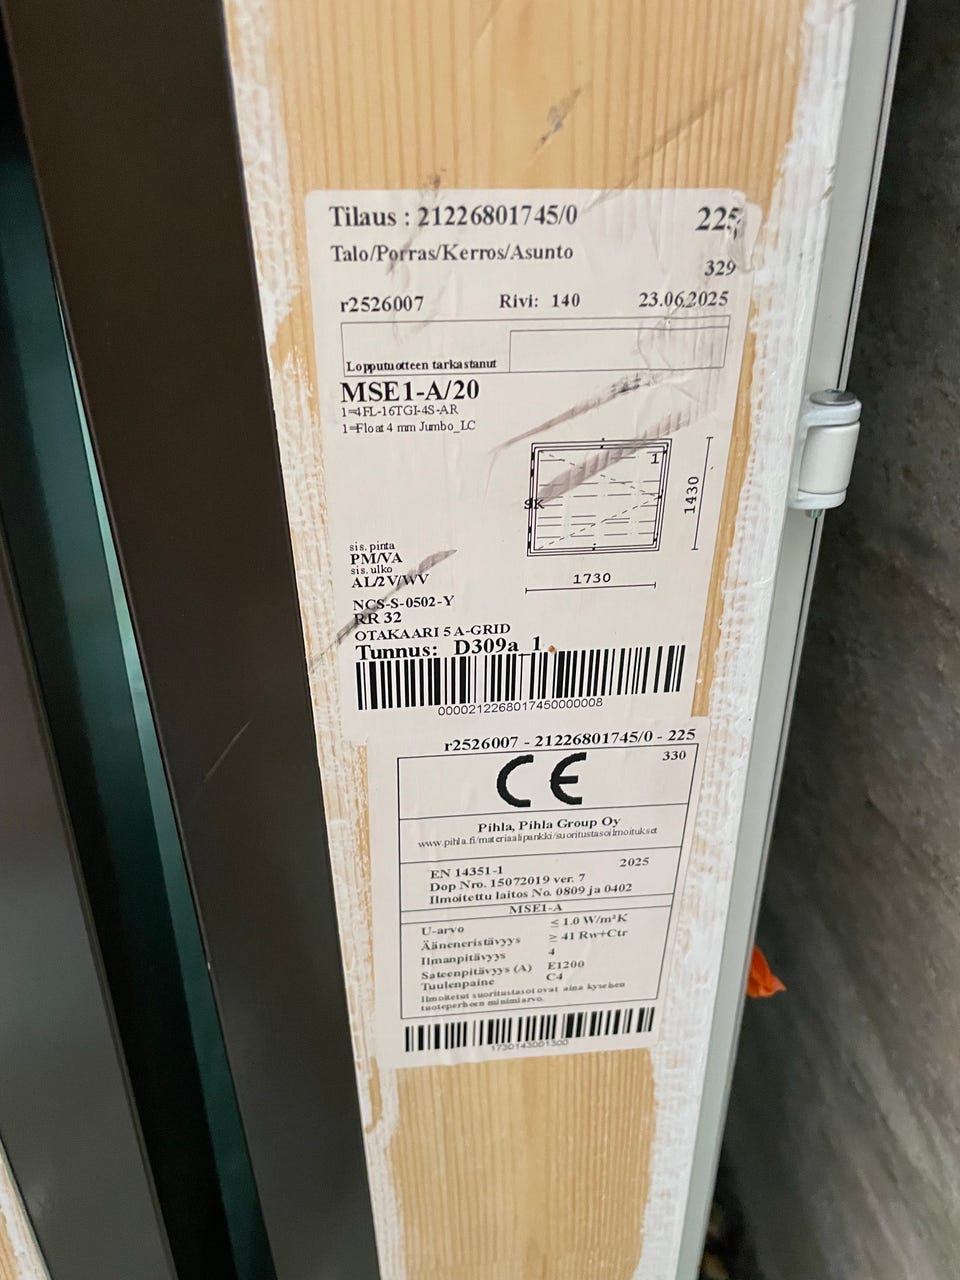 Tilaus : 21226801745/0 225
Talo/Porras/Kerros/Asunto
329
r2526007 Rivi: 140 23.06.2025
Lopputuotteen tarkastanut
MSE1-A/20
1=4FL-16TGI-4S-AR
1=Float 4 mm Jumbo_LC
1
SK
1430
1730
sis. pinta
PM/VA
sis. ulko
AL/2V/WV
NCS-S-0502-Y
RR 32
OTAKAARI 5 A-GRID
Tunnus: D309a_1
0000212268017450000008
r2526007 - 21226801745/0 - 225
330
CE
Pihla, Pihla Group Oy
www.pihla.fi/materiaalipankki/suoritustasoilmoitukset
2025
EN 14351-1
Dop Nro. 15072019 ver. 7
Ilmoitettu laitos No. 0809 ja 0402
MSE1-A
U-arvo ≤ 1.0 W/m²K
Ääneneristävyys ≥ 41 Rw+Ctr
Ilmanpitävyys 4
Sateenpitävyys (A) E1200
Tuulenpaine C4
Ilmoitetut suoritustasot ovat aina kyseisen
tuoteperheen minimiarvo.
1730143001300